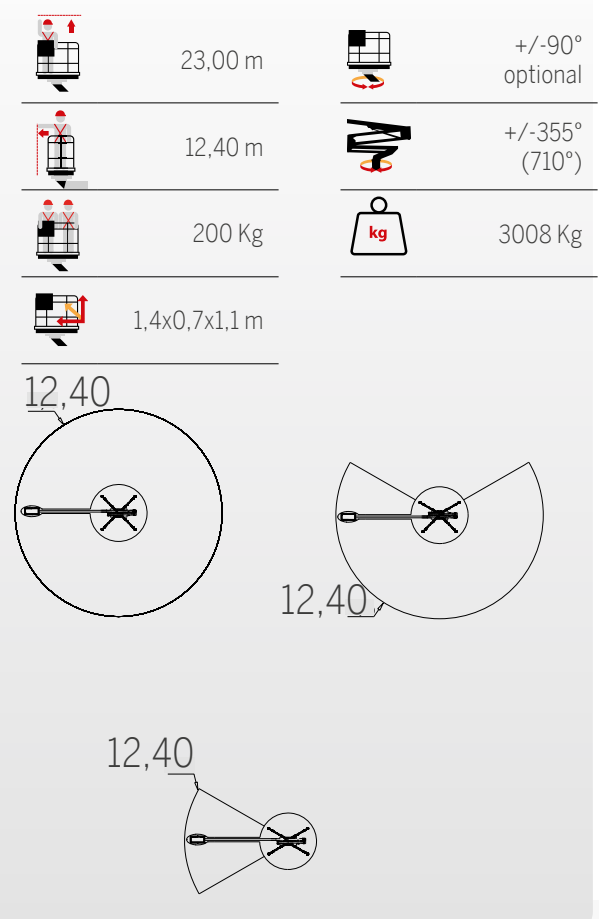 23,00 m
+/-90°
optional
12,40 m
+/-355°
(710°)
200 Kg
kg
3008 Kg
1,4x0,7x1,1 m
12,40
12,40
12,40